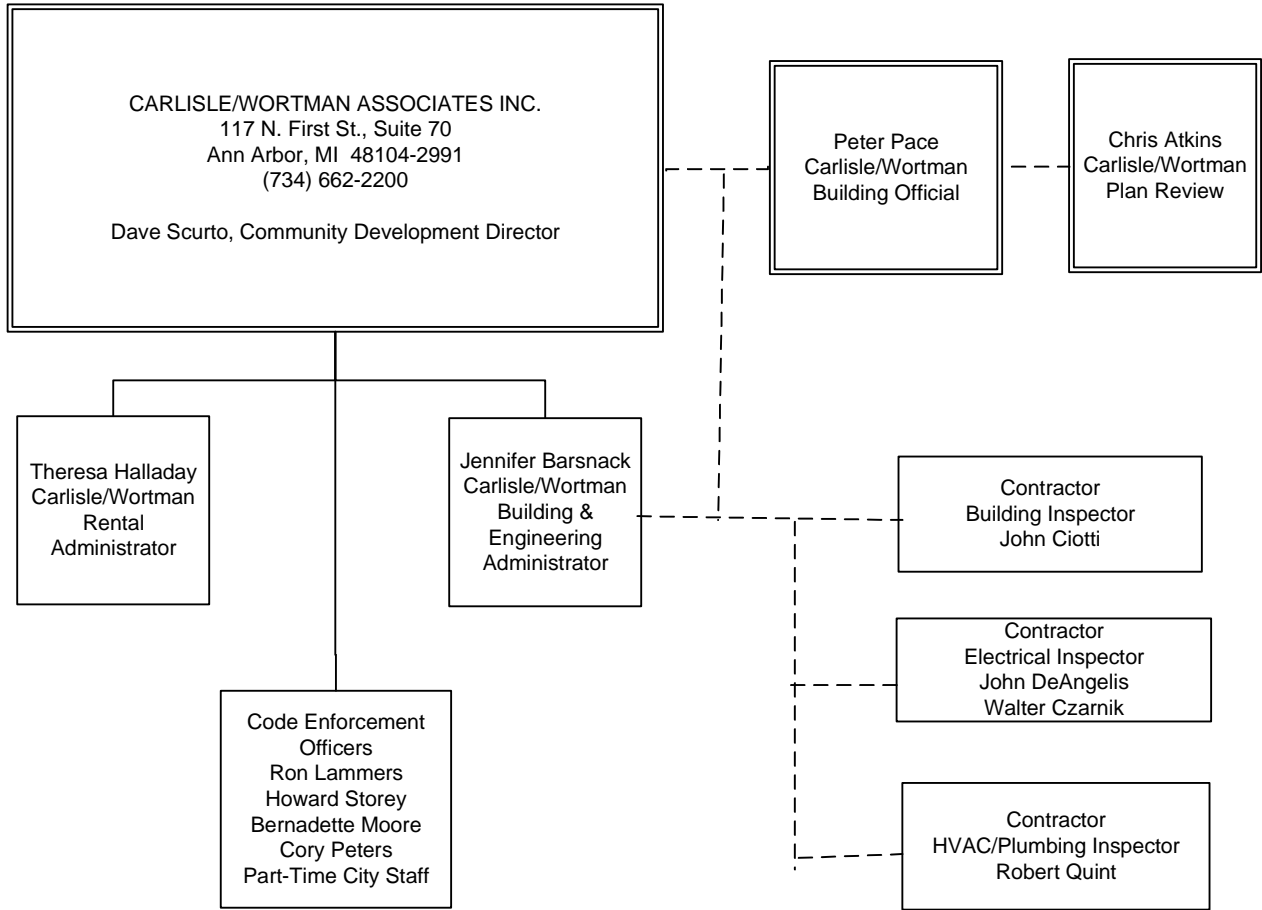 CARLISLE/WORTMAN ASSOCIATES INC.
117 N. First St., Suite 70
Ann Arbor, MI 48104-2991
(734) 662-2200
Dave Scurto, Community Development Director
Peter Pace
Carlisle/Wortman
Building Official
Chris Atkins
Carlisle/Wortman
Plan Review
Theresa Halladay
Carlisle/Wortman
Rental
Administrator
Jennifer Barsnack
Carlisle/Wortman
Building &
Engineering
Administrator
Contractor
Building Inspector
John Ciotti
Contractor
Electrical Inspector
John DeAngelis
Walter Czarnik
Code Enforcement
Officers
Ron Lammers
Howard Storey
Bernadette Moore
Cory Peters
Part-Time City Staff
Contractor
HVAC/Plumbing Inspector
Robert Quint